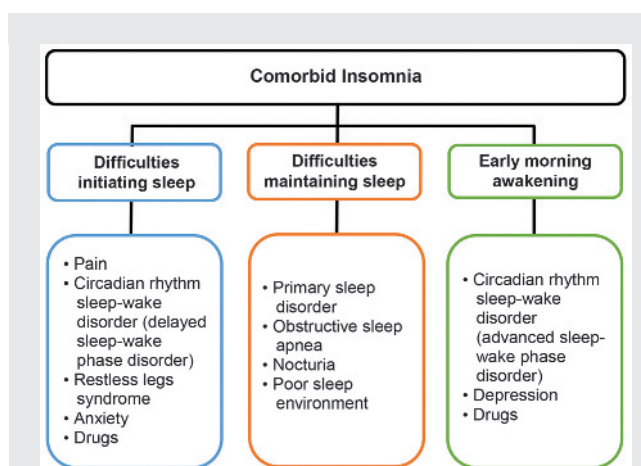 Comorbid Insomnia
Difficulties
initiating sleep
Difficulties
maintaining sleep
Early morning
awakening
• Pain
• Circadian rhythm
sleep-wake
disorder (delayed
sleep-wake
phase disorder)
• Restless legs
syndrome
• Anxiety
• Drugs
• Primary sleep
disorder
• Obstructive sleep
apnea
• Nocturia
• Poor sleep
environment
• Circadian rhythm
sleep-wake
disorder
(advanced sleep-
wake phase
disorder)
• Depression
• Drugs